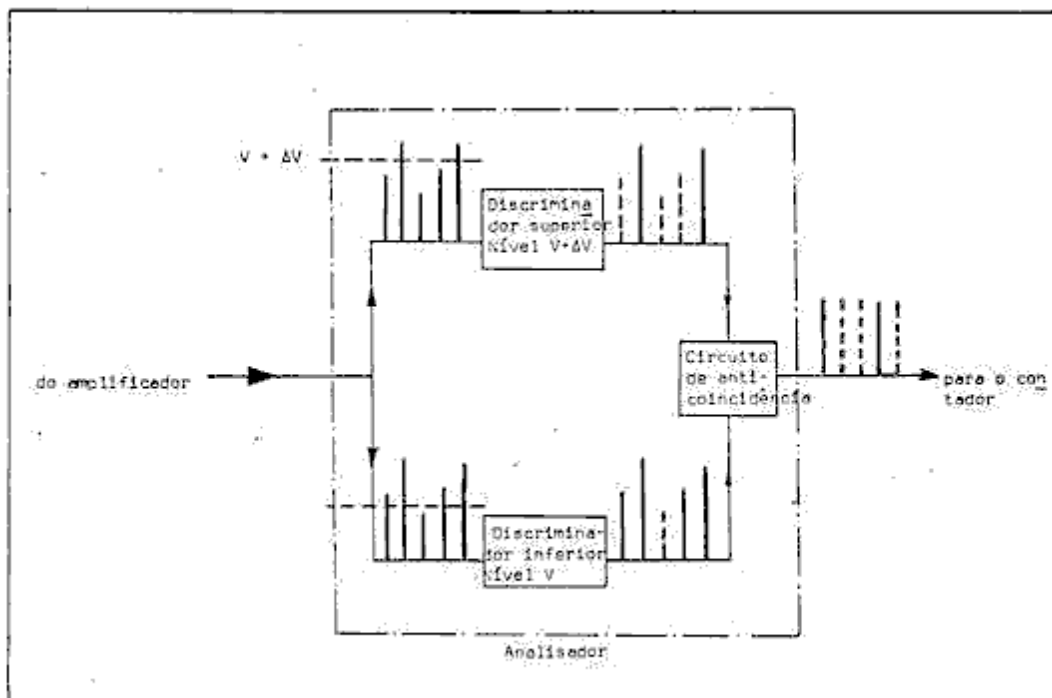 V + ΔV
Discrimina
dor superior
Nível V+ΔV
do amplificador
Circuito
de anti-
coincidência
para o con
tador
Discrimina-
dor inferior
Nível V
Analisador